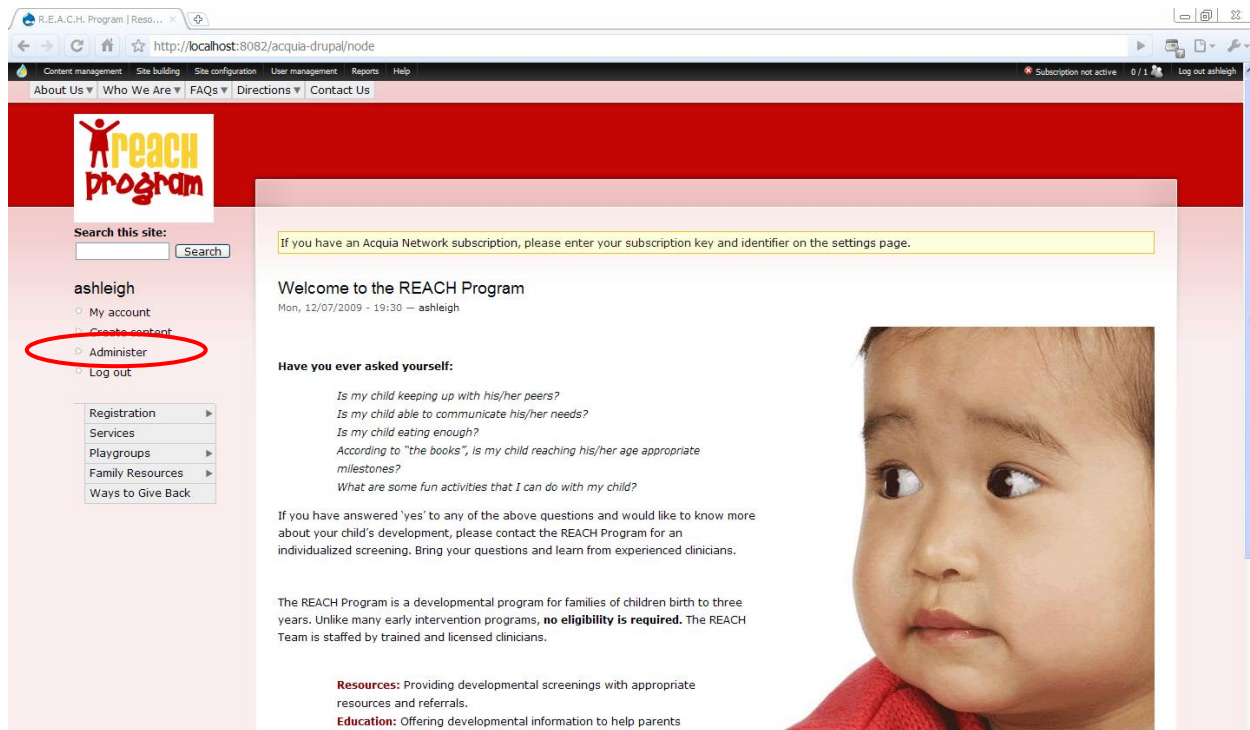 R.E.A.C.H. Program | Reso...
http://localhost:8082/acquia-drupal/node
Content management Site building Site configuration User management Reports Help Subscription not active 0 / 1 Log out ashleigh
About Us Who We Are FAQs Directions Contact Us
reach
program
Search this site:
Search
If you have an Acquia Network subscription, please enter your subscription key and identifier on the settings page.
ashleigh
My account
Create content
Administer
Log out
Registration
Services
Playgroups
Family Resources
Ways to Give Back
Welcome to the REACH Program
Mon, 12/07/2009 - 19:30 — ashleigh
Have you ever asked yourself:
Is my child keeping up with his/her peers?
Is my child able to communicate his/her needs?
Is my child eating enough?
According to "the books", is my child reaching his/her age appropriate
milestones?
What are some fun activities that I can do with my child?
If you have answered 'yes' to any of the above questions and would like to know more
about your child's development, please contact the REACH Program for an
individualized screening. Bring your questions and learn from experienced clinicians.
The REACH Program is a developmental program for families of children birth to three
years. Unlike many early intervention programs, no eligibility is required. The REACH
Team is staffed by trained and licensed clinicians.
Resources: Providing developmental screenings with appropriate
resources and referrals.
Education: Offering developmental information to help parents